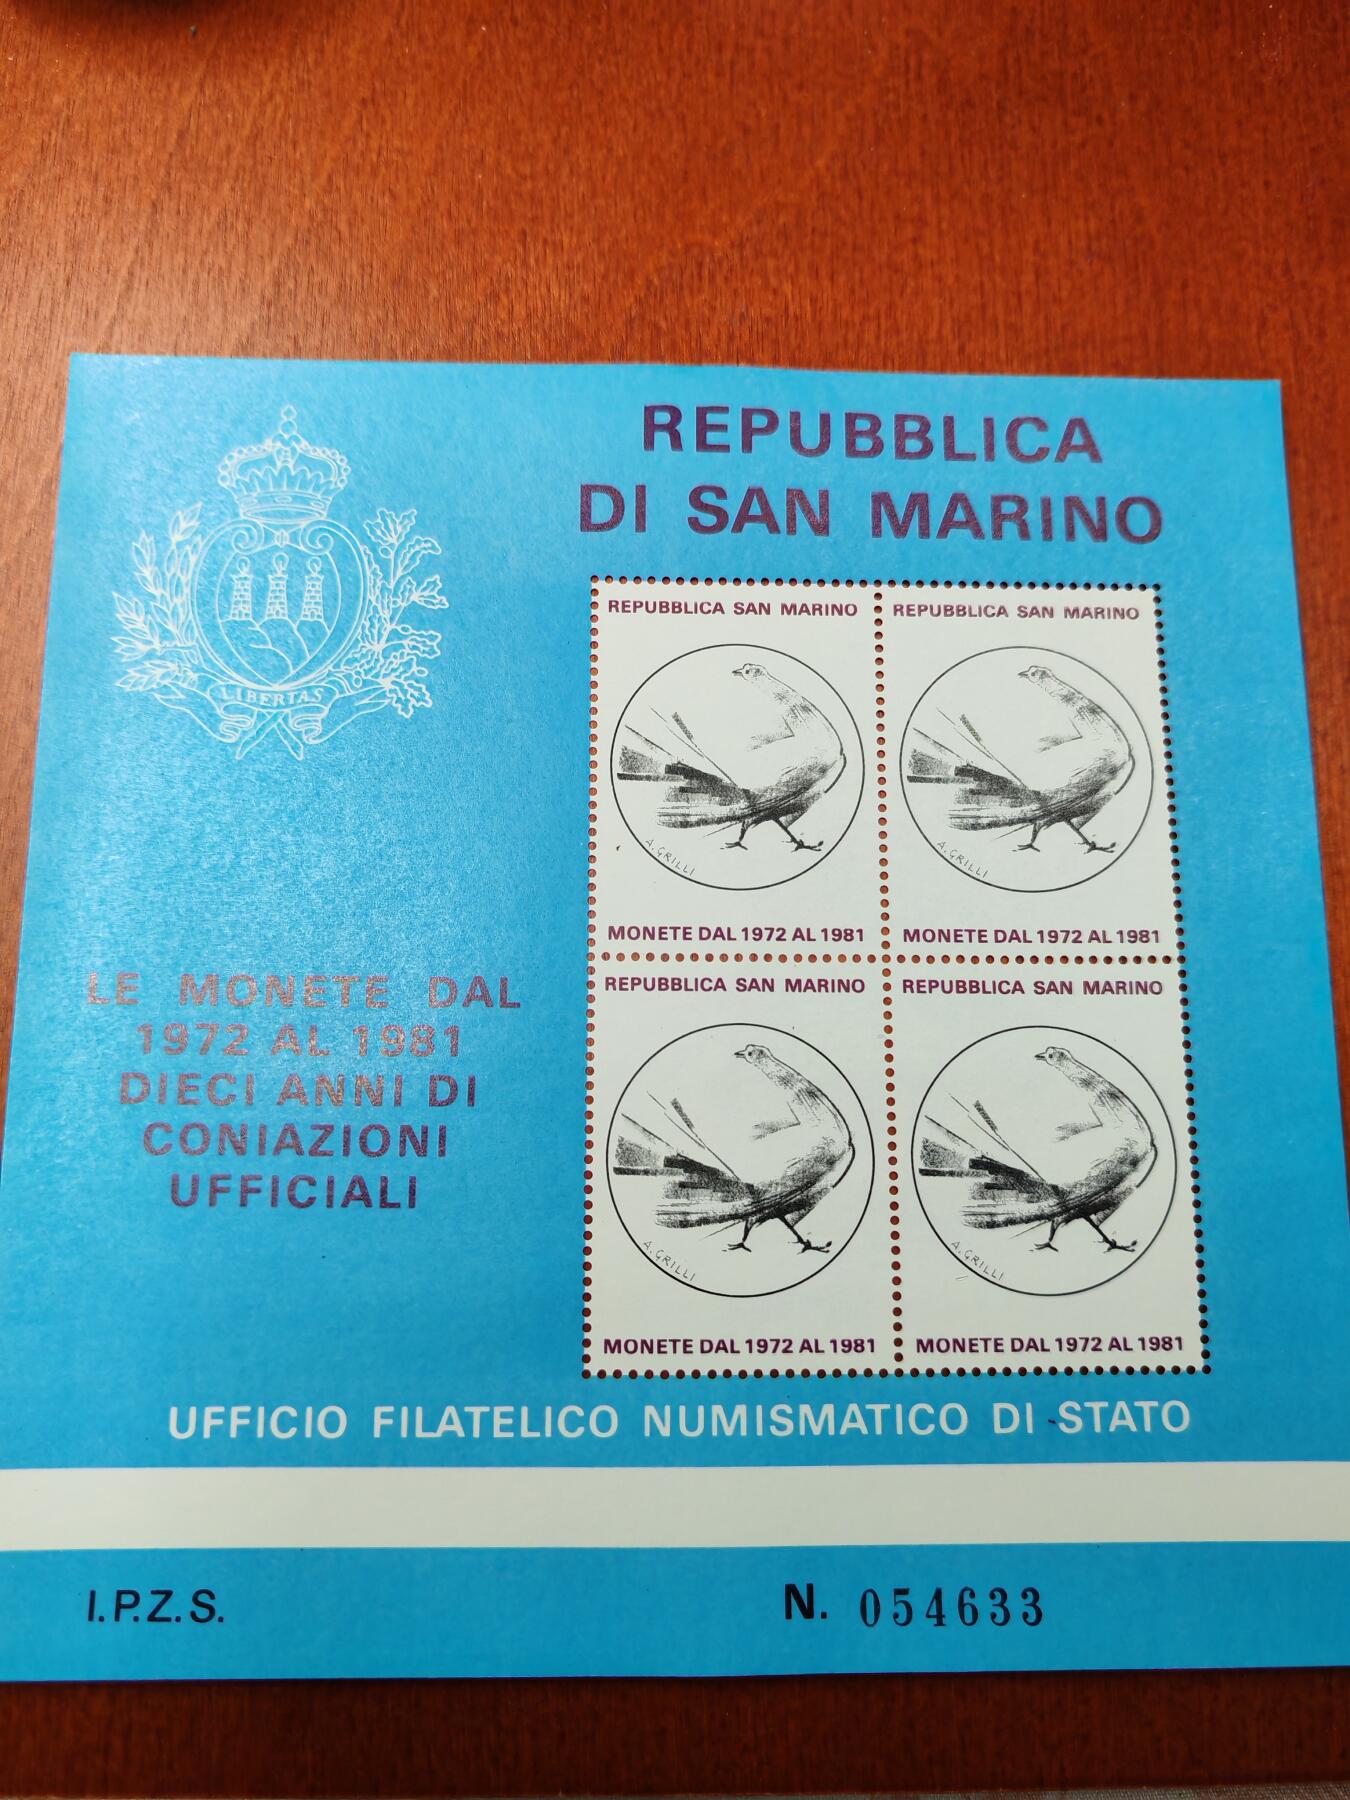 REPUBBLICA
DI SAN MARINO
LIBERTAS
REPUBBLICA SAN MARINO
A. GRILLI
MONETE DAL 1972 AL 1981
REPUBBLICA SAN MARINO
A. GRILLI
MONETE DAL 1972 AL 1981
REPUBBLICA SAN MARINO
A. GRILLI
MONETE DAL 1972 AL 1981
REPUBBLICA SAN MARINO
A. GRILLI
MONETE DAL 1972 AL 1981
LE MONETE DAL
1972 AL 1981
DIECI ANNI DI
CONIAZIONI
UFFICIALI
UFFICIO FILATELICO NUMISMATICO DI STATO
I.P.Z.S.
N. 054633